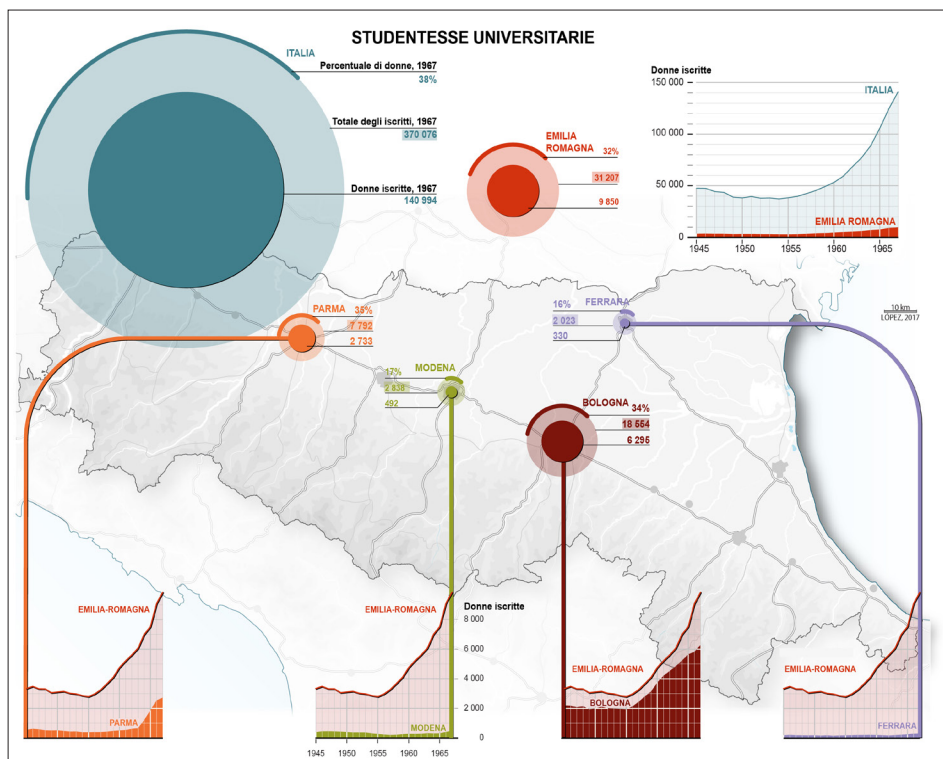 STUDENTESSE UNIVERSITARIE
ITALIA
Percentuale di donne, 1967
38%
Totale degli iscritti, 1967
370 076
Donne iscritte, 1967
140 994
EMILIA
ROMAGNA
32%
31 207
9 850
Donne iscritte
150 000
100 000
50 000
0
ITALIA
EMILIA ROMAGNA
1945
1950
1955
1960
1965
10 km
LÓPEZ, 2017
PARMA
35%
7 792
2 733
FERRARA
16%
2 023
330
MODENA
17%
2 836
492
BOLOGNA
34%
18 554
6 295
EMILIA-ROMAGNA
PARMA
EMILIA-ROMAGNA
MODENA
1945
1950
1955
1960
1965
Donne iscritte
8 000
6 000
4 000
2 000
0
EMILIA-ROMAGNA
BOLOGNA
EMILIA-ROMAGNA
FERRARA